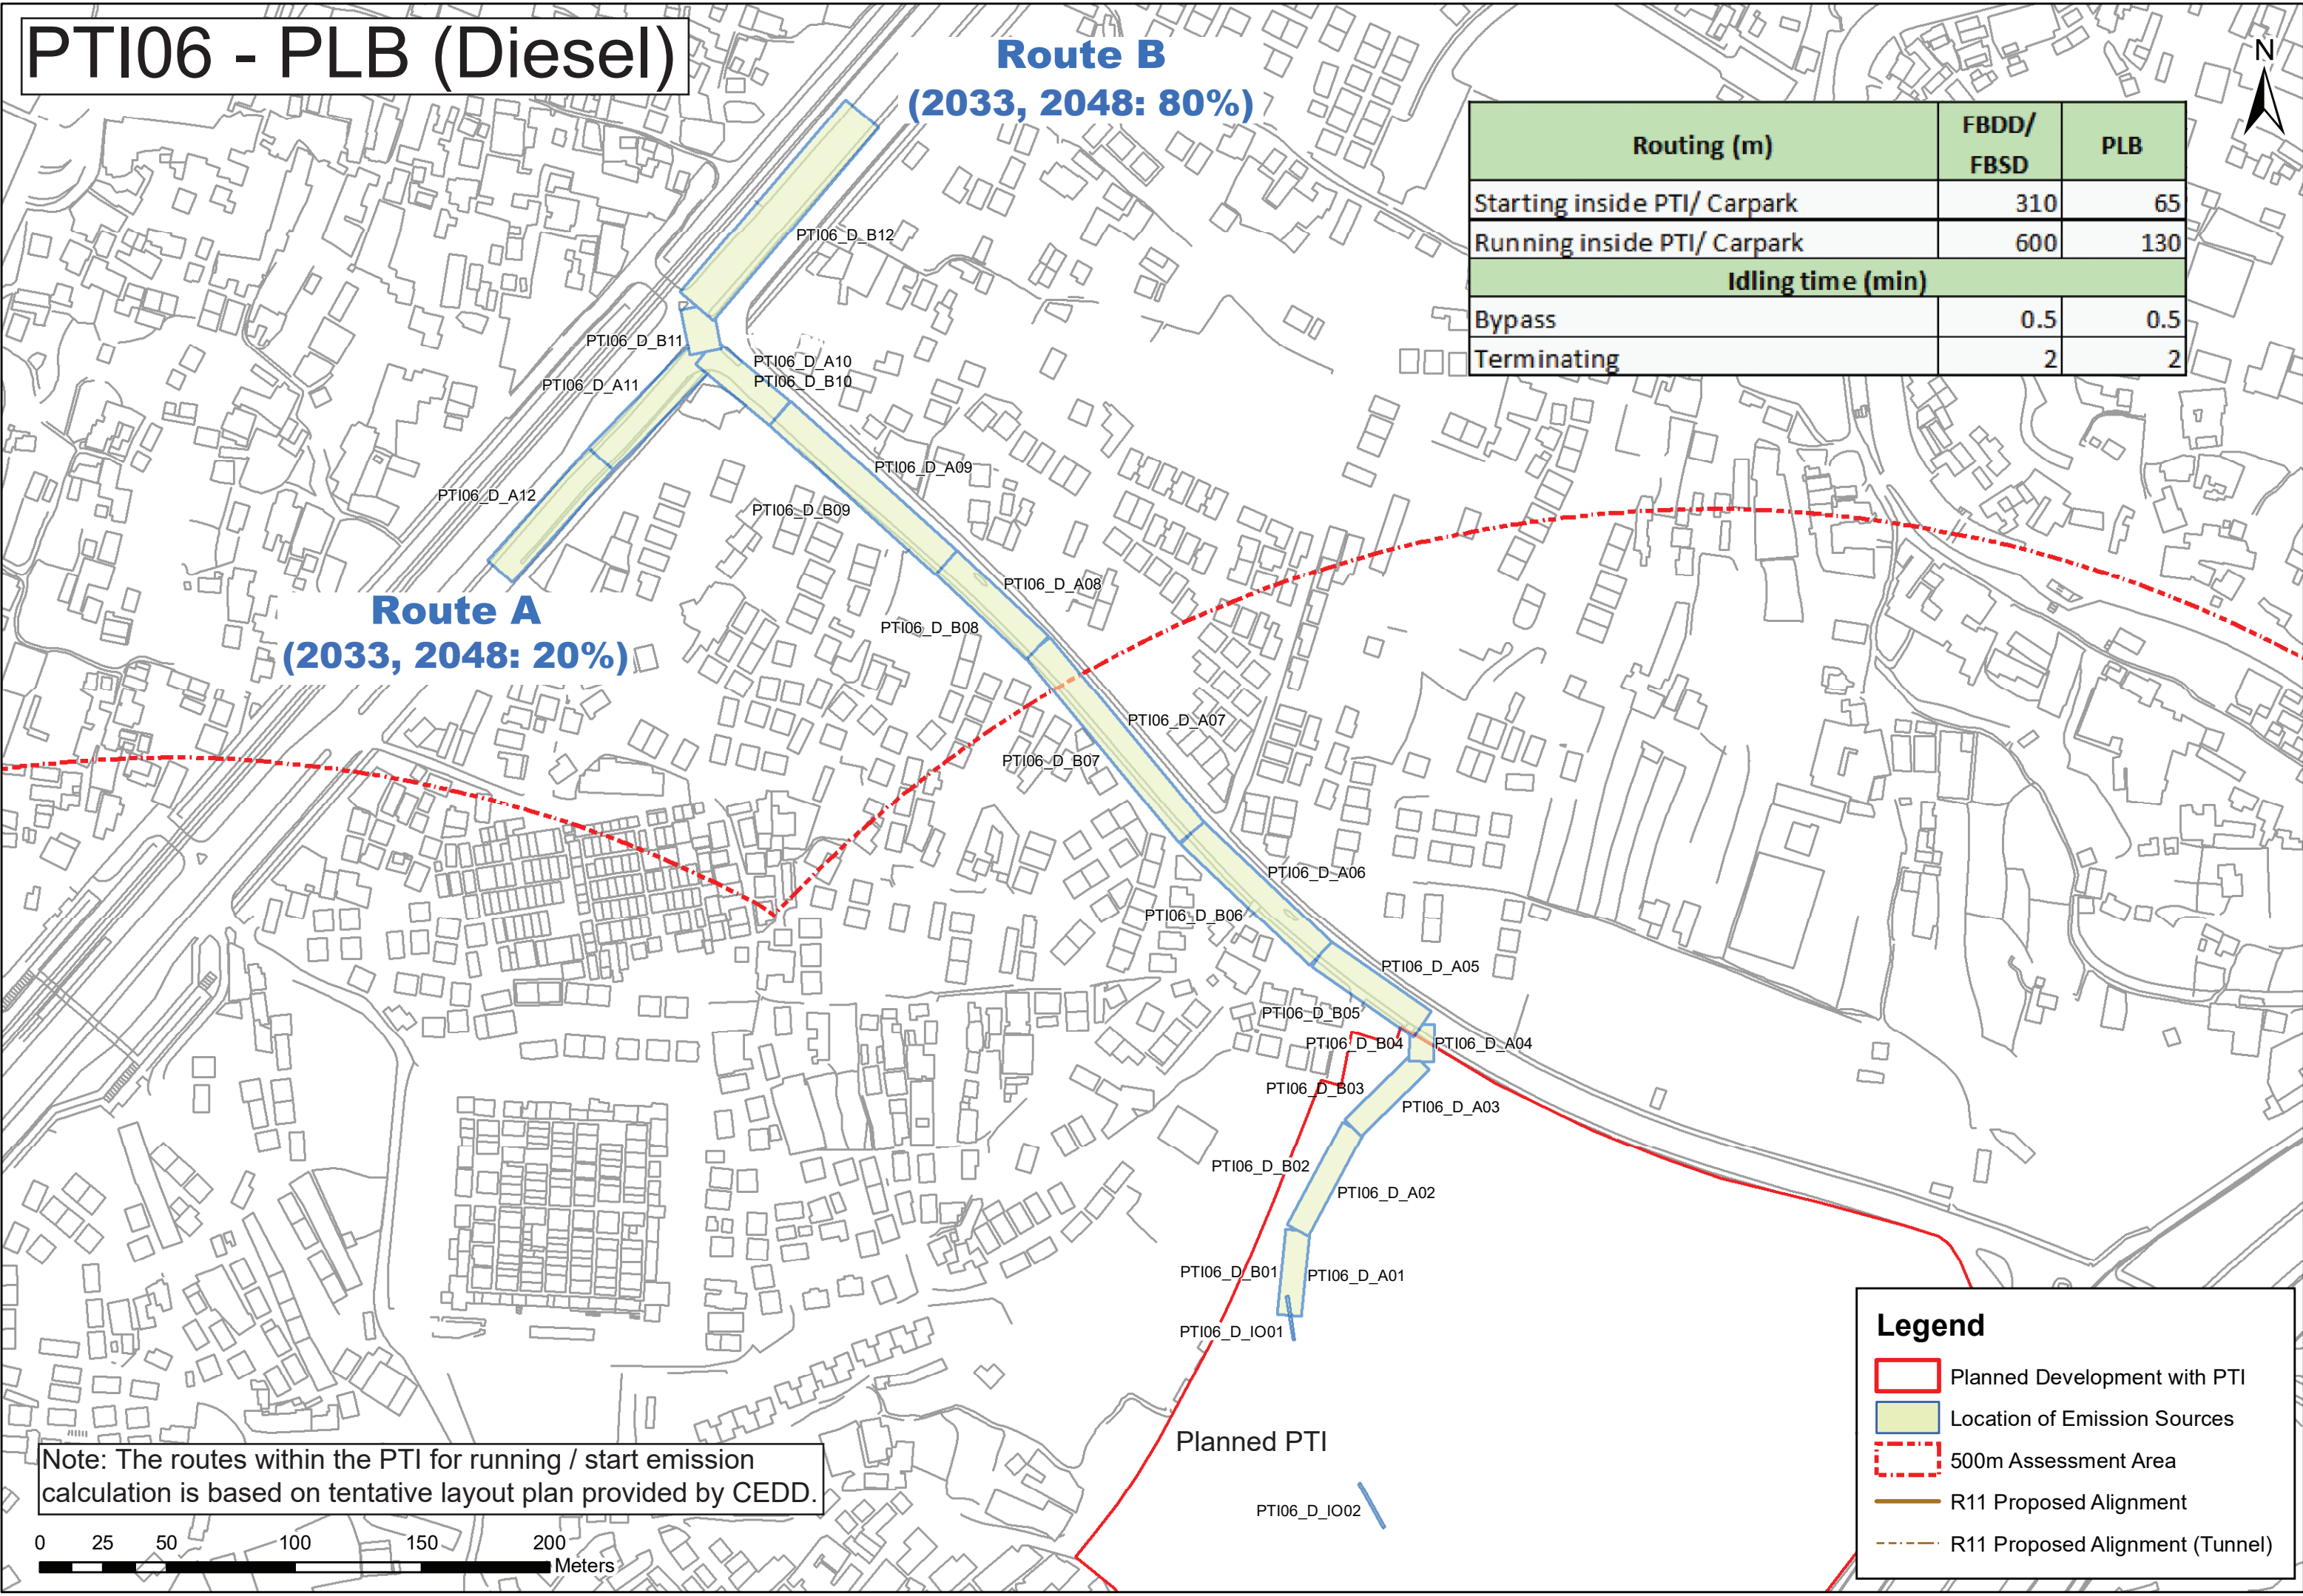 PTI06 - PLB (Diesel)
Route B
(2033, 2048: 80%)
N
Routing (m)
FBDD/
FBSD
PLB
Starting inside PTI/ Carpark 310 65
Running inside PTI/ Carpark 600 130
Idling time (min)
Bypass 0.5 0.5
Terminating 2 2
PTI06_D_B12
PTI06_D_B11
PTI06_D_A10
PTI06_D_B10
PTI06_D_A11
PTI06_D_A09
PTI06_D_A12
PTI06_D_B09
PTI06_D_A08
Route A
(2033, 2048: 20%)
PTI06_D_B08
PTI06_D_A07
PTI06_D_B07
PTI06_D_A06
PTI06_D_B06
PTI06_D_A05
PTI06_D_B05
PTI06_D_B04
PTI06_D_A04
PTI06_D_B03
PTI06_D_A03
PTI06_D_B02
PTI06_D_A02
PTI06_D_B01
PTI06_D_A01
PTI06_D_IO01
Planned PTI
PTI06_D_IO02
Note: The routes within the PTI for running / start emission
calculation is based on tentative layout plan provided by CEDD.
0 25 50 100 150 200
Meters
Legend
Planned Development with PTI
Location of Emission Sources
500m Assessment Area
R11 Proposed Alignment
R11 Proposed Alignment (Tunnel)